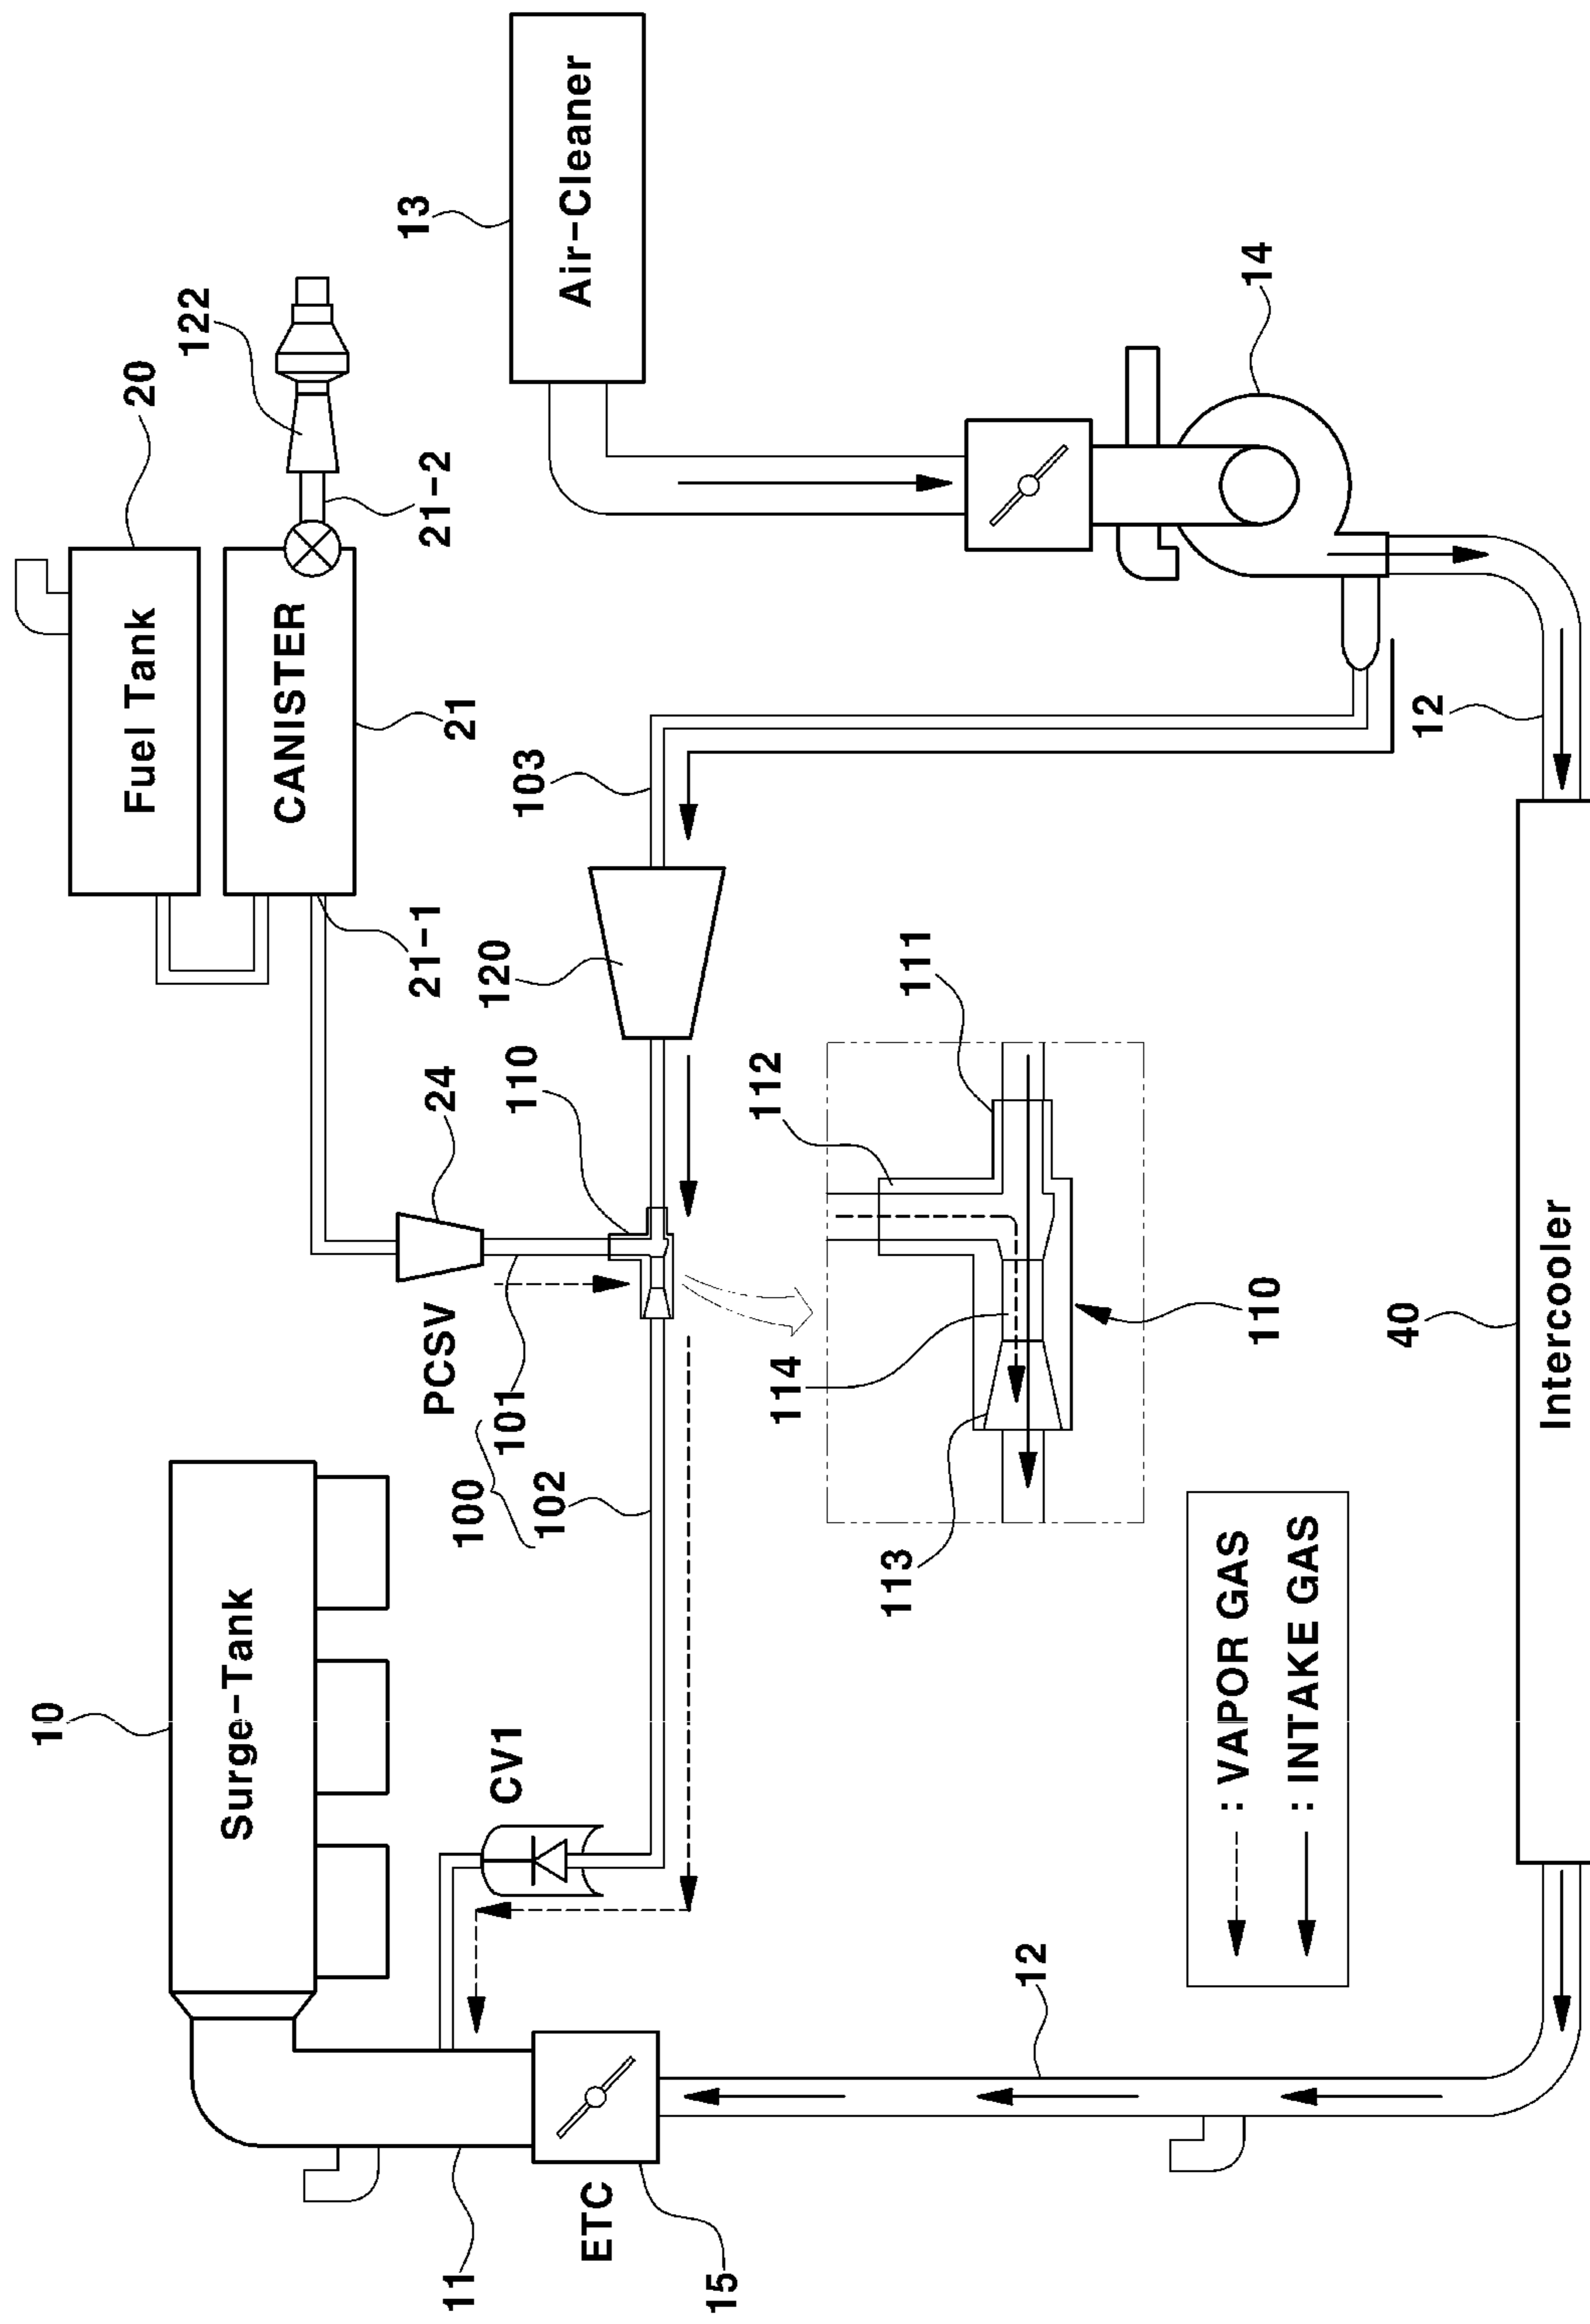 10
Surge-Tank
11
ETC
15
CV1
100
101
102
PCSV
24
110
120
103
20
Fuel Tank
CANISTER
21
21-1
21-2
122
13
Air-Cleaner
14
12
111
112
113
114
110
12
40
Intercooler
: VAPOR GAS
: INTAKE GAS